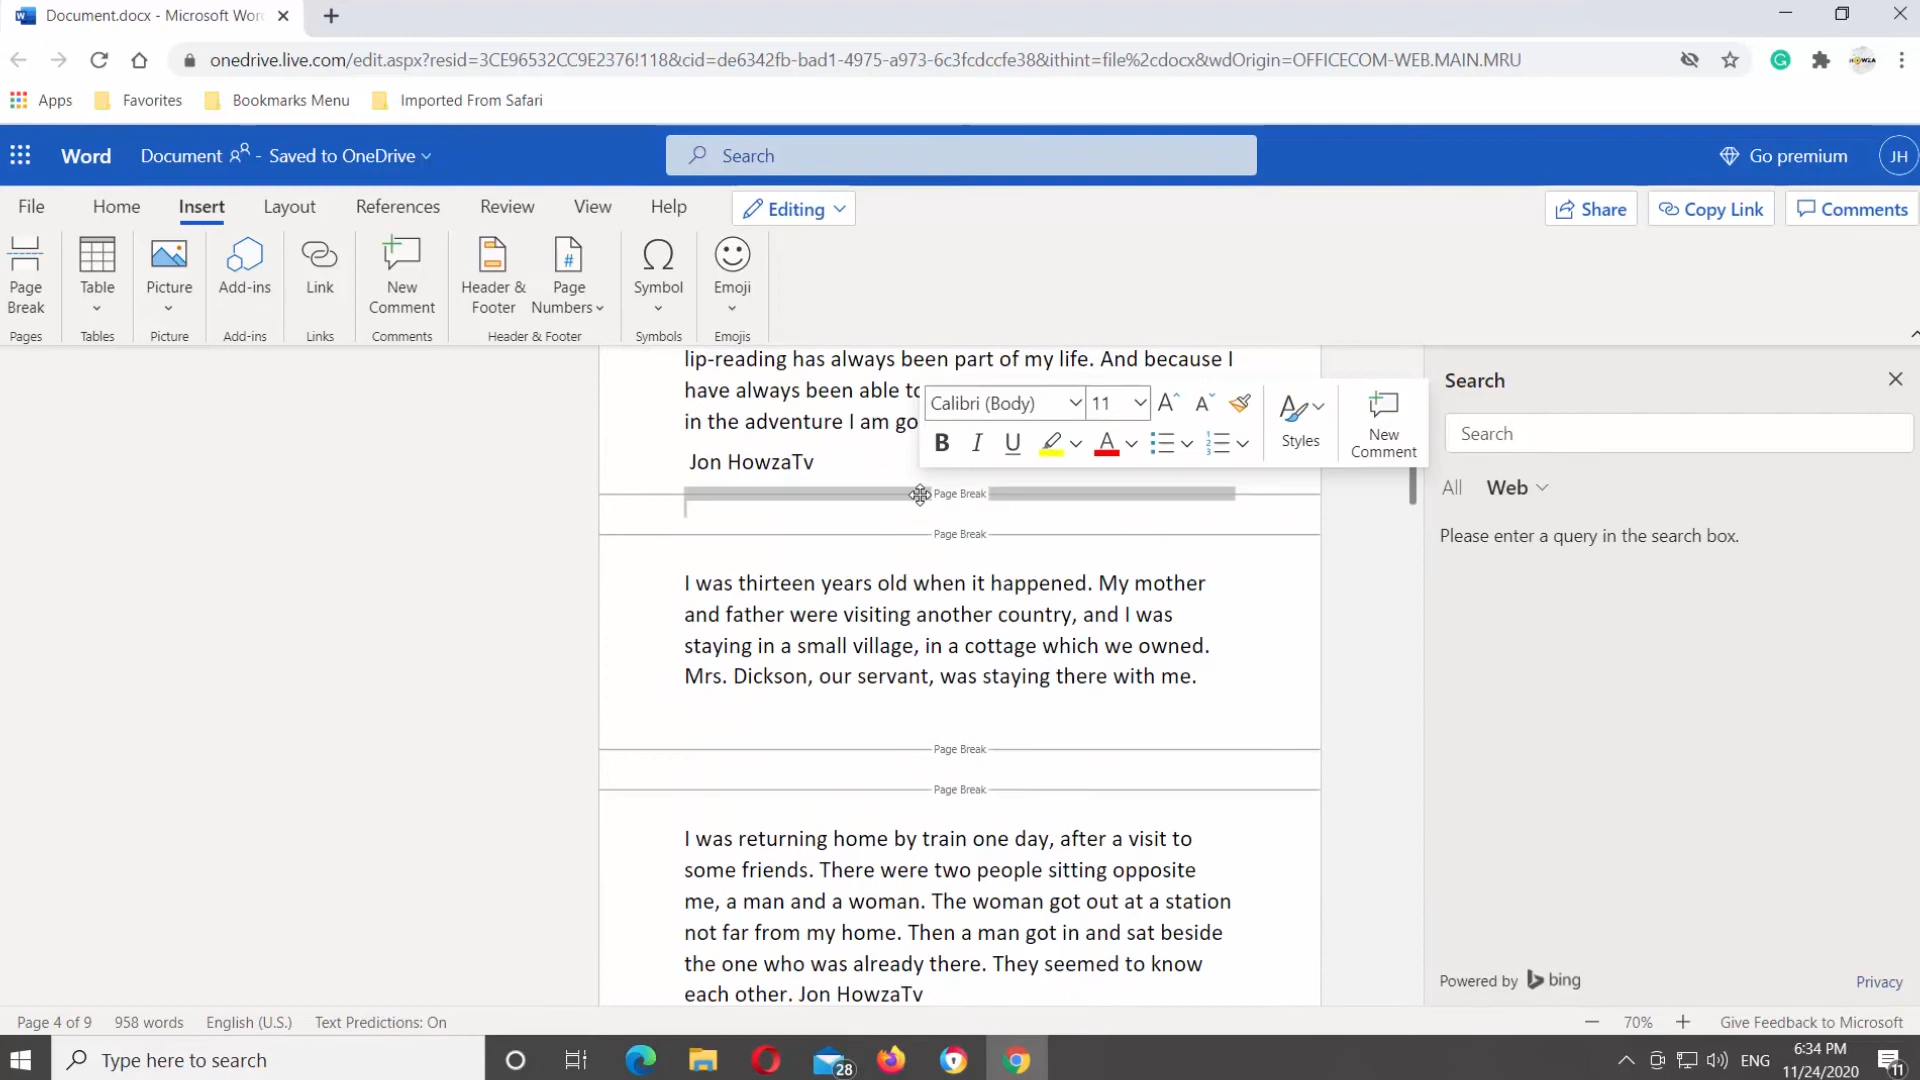 Document.docx - Microsoft Wor
onedrive.live.com/edit.aspx?resid=3CE96532CC9E2376!118&cid=de6342fb-bad1-4975-a973-6c3fcdccfe38&ithint=file%2cdocx&wdOrigin=OFFICECOM-WEB.MAIN.MRU
Apps Favorites Bookmarks Menu Imported From Safari
Word Document - Saved to OneDrive Search Go premium JH
File Home Insert Layout References Review View Help Editing Share Copy Link Comments
Page Break Table Picture Add-ins Link New Comment Header & Footer Page Numbers Symbol Emoji
Pages Tables Picture Add-ins Links Comments Header & Footer Symbols Emojis
lip-reading has always been part of my life. And because I
have always been able to
in the adventure I am go
Jon HowzaTv
Calibri (Body) 11
B I U A Styles New Comment
Page Break
Page Break
I was thirteen years old when it happened. My mother
and father were visiting another country, and I was
staying in a small village, in a cottage which we owned.
Mrs. Dickson, our servant, was staying there with me.
Page Break
Page Break
I was returning home by train one day, after a visit to
some friends. There were two people sitting opposite
me, a man and a woman. The woman got out at a station
not far from my home. Then a man got in and sat beside
the one who was already there. They seemed to know
each other. Jon HowzaTv
Search
Search
All Web
Please enter a query in the search box.
Powered by bing Privacy
Page 4 of 9 958 words English (U.S.) Text Predictions: On 70% Give Feedback to Microsoft
Type here to search 28 ENG 6:34 PM 11/24/2020 11